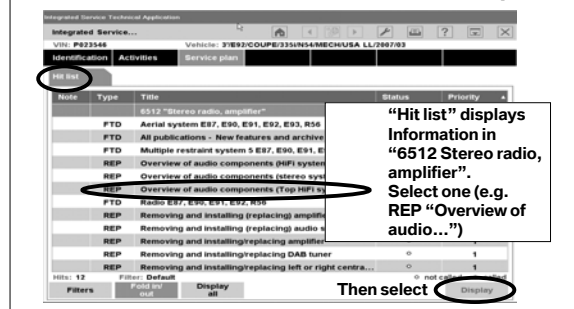 Integrated Service Technical Application
Integrated Service...
VIN: P023546 Vehicle: 3'/E92/COUPE/335i/N54/MECH/USA LL/2007/03
Identification Activities Service plan
Hit list
Note Type Title Status Priority
6512 "Stereo radio, amplifier"
FTD Aerial system E87, E90, E91, E92, E93, R56
FTD All publications - New features and archive
FTD Multiple restraint system 5 E87, E90, E91, E
REP Overview of audio components (HiFi system
REP Overview of audio components (stereo syst
REP Overview of audio components (Top HiFi sy
FTD Radio E87, E90, E91, E92, R56
REP Removing and installing (replacing) amplifie
REP Removing and installing (replacing) audio s
REP Removing and installing/replacing amplifier
REP Removing and installing/replacing DAB tuner 1
REP Removing and installing/replacing left or right centra... 1
Hits: 12 Filter: Default not called
Filters Fold in/ out Display all Display
"Hit list" displays
Information in
"6512 Stereo radio,
amplifier".
Select one (e.g.
REP "Overview of
audio…")
Then select